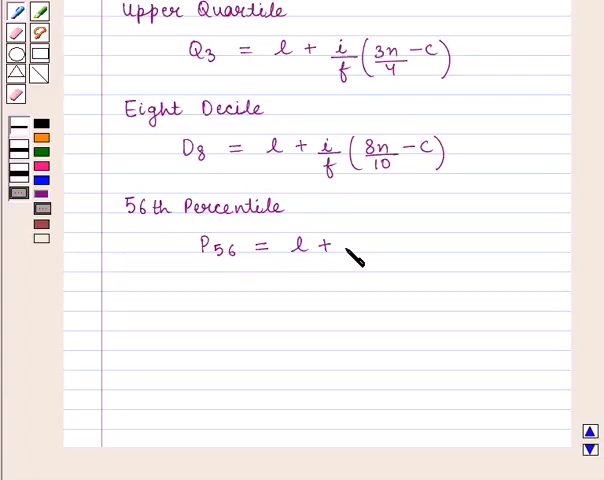 Upper Quartile
Q3 = l + i/f (3n/4 - C)
Eight Decile
D8 = l + i/f (8n/10 - C)
56th Percentile
P56 = l +